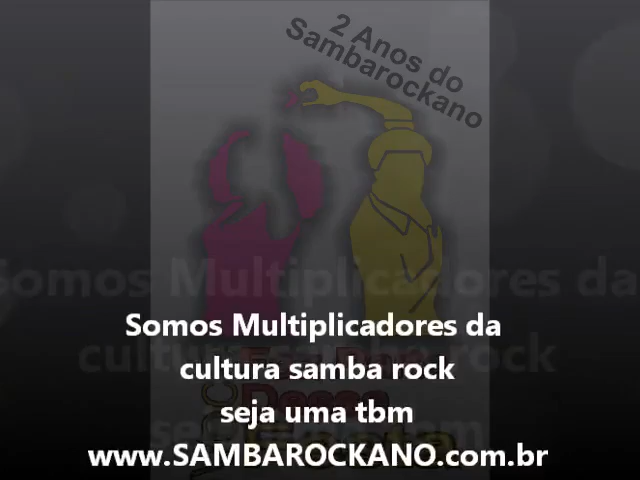 2 Anos do
Sambarockano
Somos Multiplicadores da
cultura samba rock
seja uma tbm
www.SAMBAROCKANO.com.br